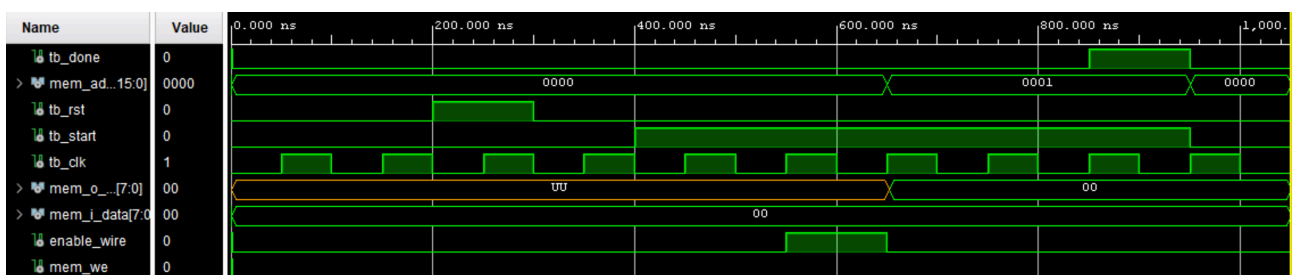 Name Value 0.000 ns 200.000 ns 400.000 ns 600.000 ns 800.000 ns 1,000.
tb_done 0
> mem_ad...15:0] 0000 0000 0001 0000
tb_rst 0
tb_start 0
tb_clk 1
> mem_o_...[7:0] 00 UU 00
> mem_i_data[7:0 00 00
enable_wire 0
mem_we 0